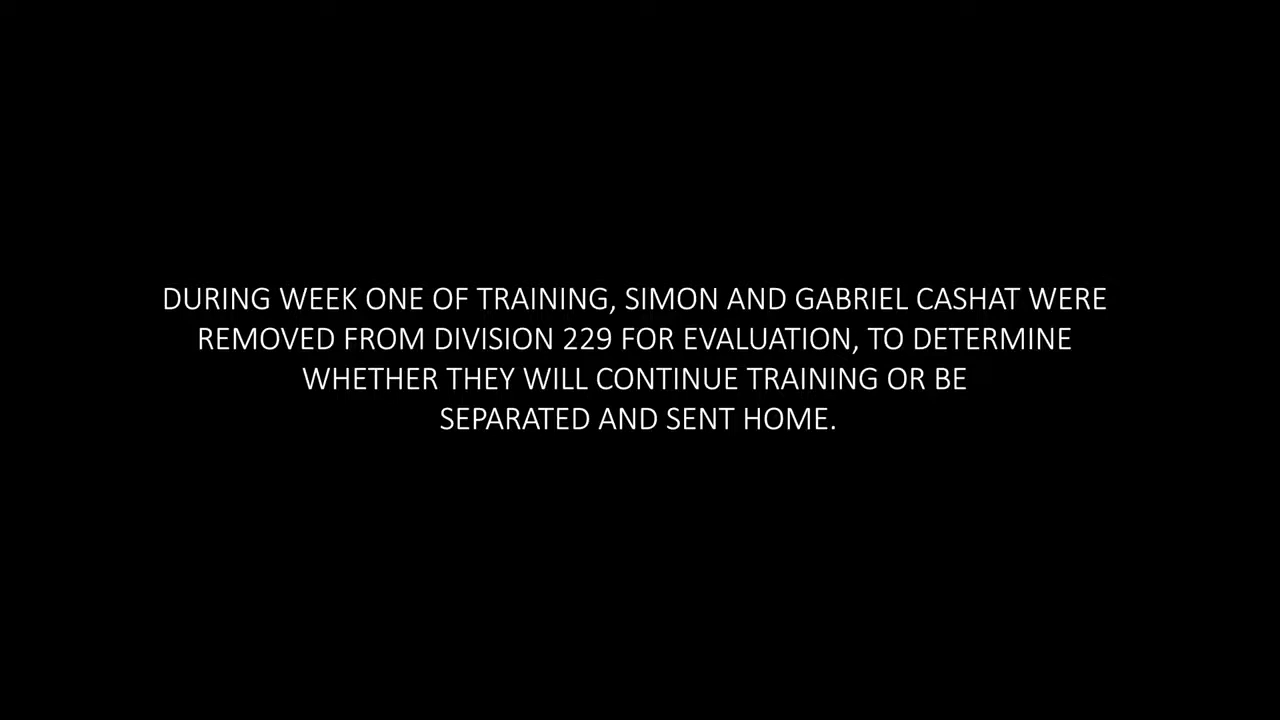 DURING WEEK ONE OF TRAINING, SIMON AND GABRIEL CASHAT WERE
REMOVED FROM DIVISION 229 FOR EVALUATION, TO DETERMINE
WHETHER THEY WILL CONTINUE TRAINING OR BE
SEPARATED AND SENT HOME.